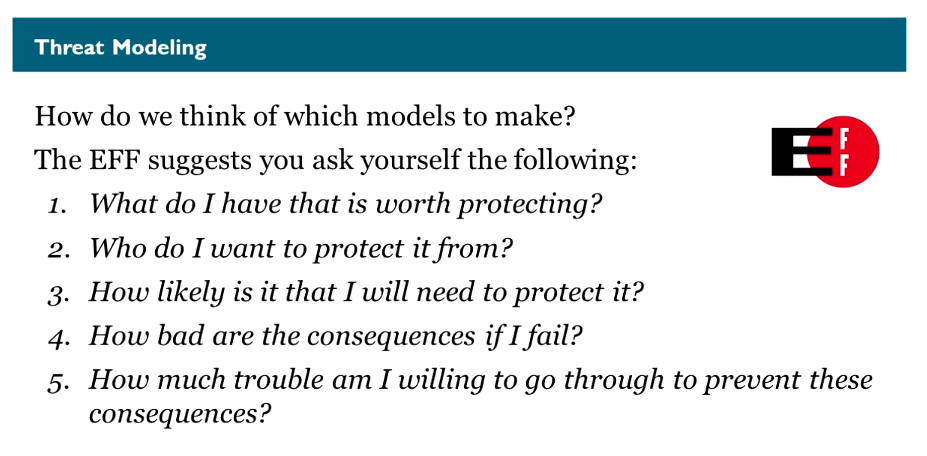 Threat Modeling
How do we think of which models to make?
The EFF suggests you ask yourself the following:
EFF
1. What do I have that is worth protecting?
2. Who do I want to protect it from?
3. How likely is it that I will need to protect it?
4. How bad are the consequences if I fail?
5. How much trouble am I willing to go through to prevent these
consequences?